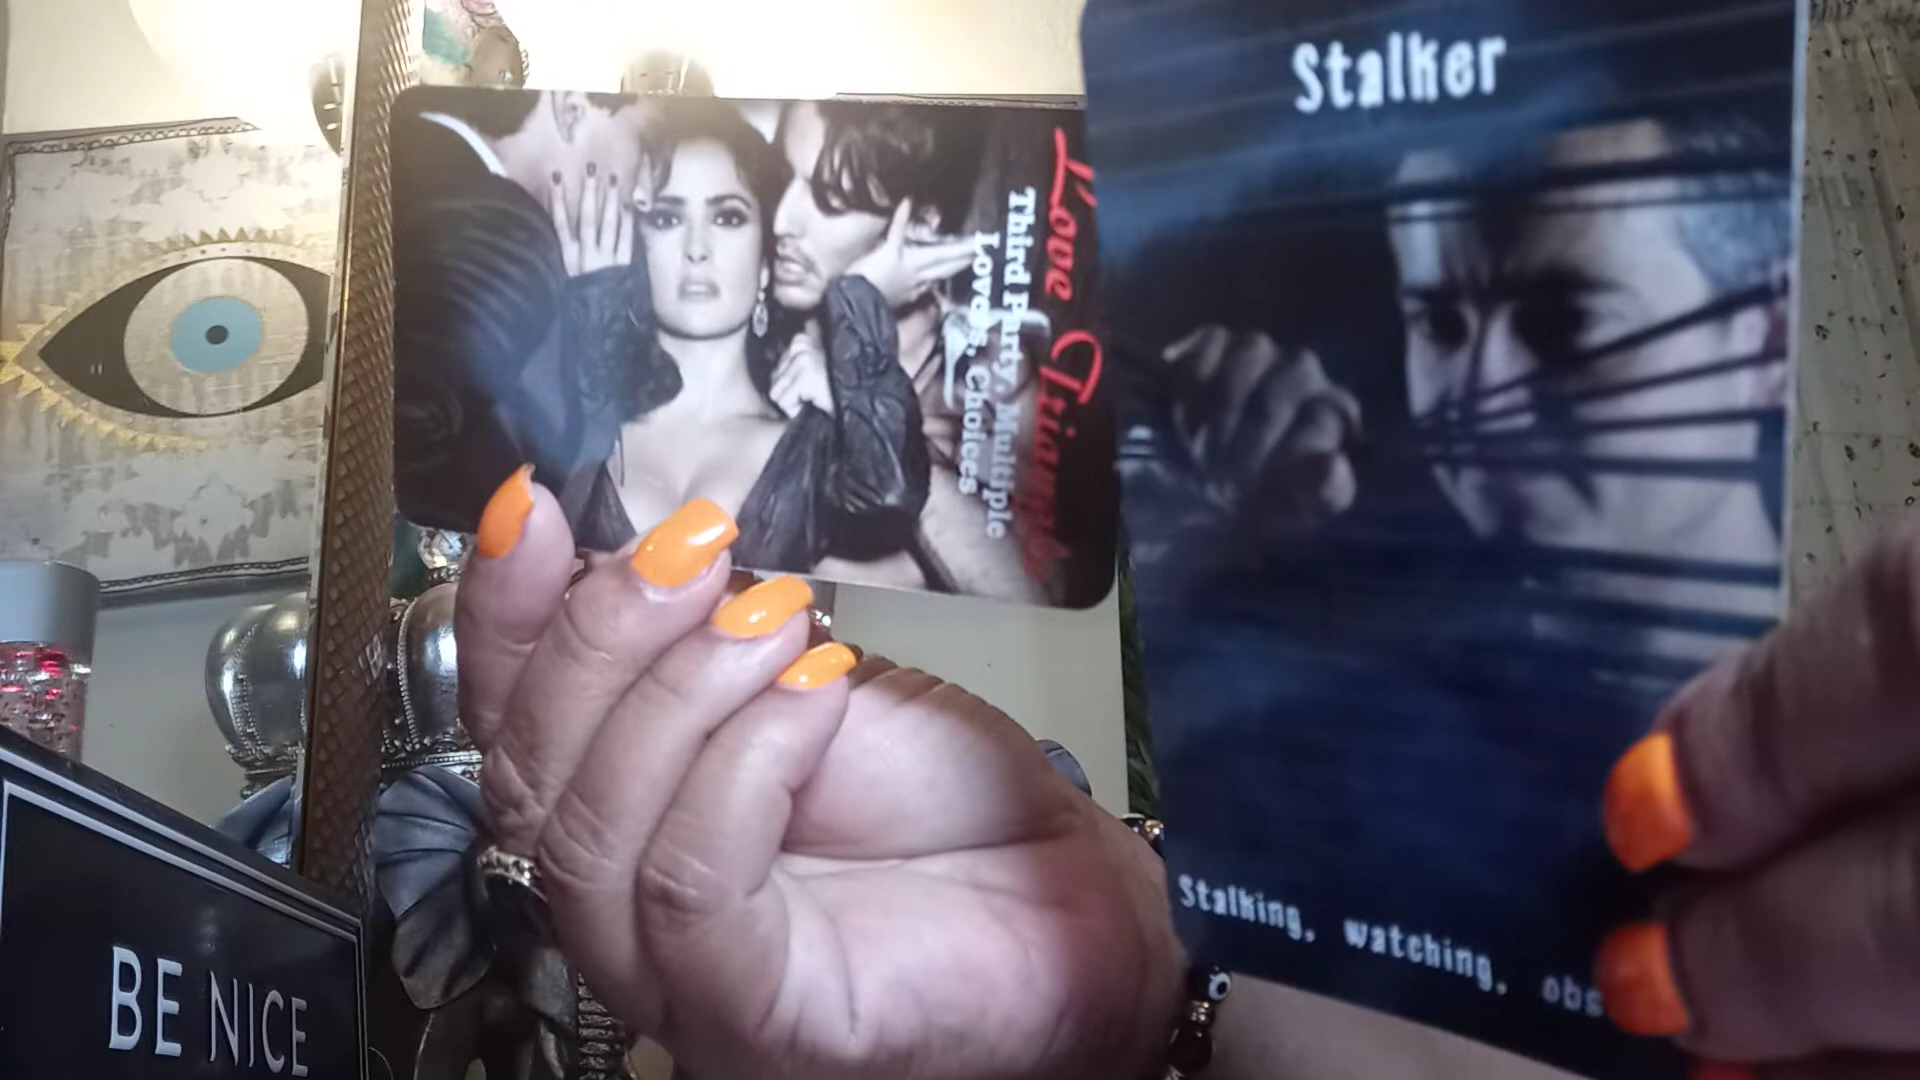 Love Triangle
Third Party, Multiple
Lovers, choices
Stalker
Stalking, watching, obs
BE NICE